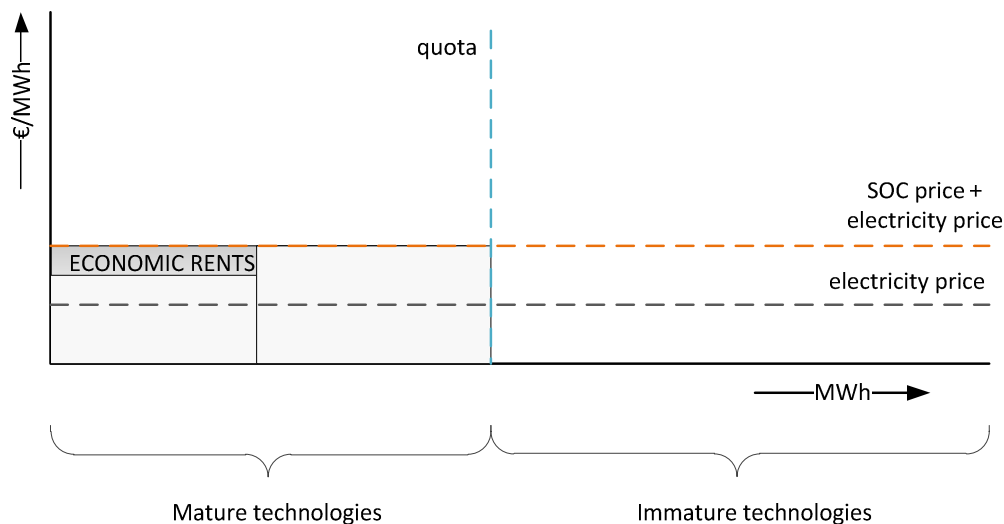 €/MWh
quota
SOC price +
electricity price
ECONOMIC RENTS
electricity price
MWh
Mature technologies
Immature technologies